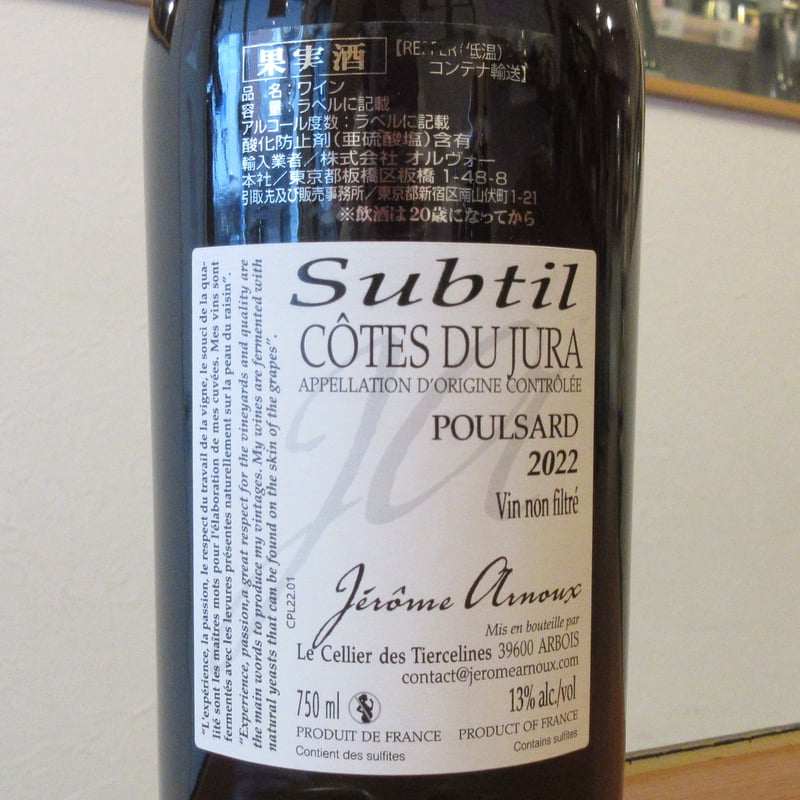 果実酒
【REEFER(低温)
コンテナ輸送】
品 名：ワイン
容 量：ラベルに記載
アルコール度数：ラベルに記載
酸化防止剤(亜硫酸塩)含有
輸入業者／株式会社 オルヴォー
本社／東京都板橋区板橋 1-48-8
引取先及び販売事務所／東京都新宿区南山伏町1-21
※飲酒は20歳になってから
"L'expérience, la passion, le respect du travail de la vigne, le souci de la qua-
lité sont les maîtres mots pour l'élaboration de mes cuvées. Mes vins sont
fermentés avec les levures présentes naturellement sur la peau du raisin".
"Experience, passion,a great respect for the vineyards and quality are
the main words to produce my vintages. My wines are fermented with
natural yeasts that can be found on the skin of the grapes".
CPL22.01
Subtil
CÔTES DU JURA
APPELLATION D'ORIGINE CONTRÔLÉE
POULSARD
2022
Vin non filtré
JA
Jérôme Arnoux
Mis en bouteille par
Le Cellier des Tiercelines 39600 ARBOIS
contact@jeromearnoux.com
750 ml 13% alc./vol
PRODUIT DE FRANCE PRODUCT OF FRANCE
Contient des sulfites Contains sulfites